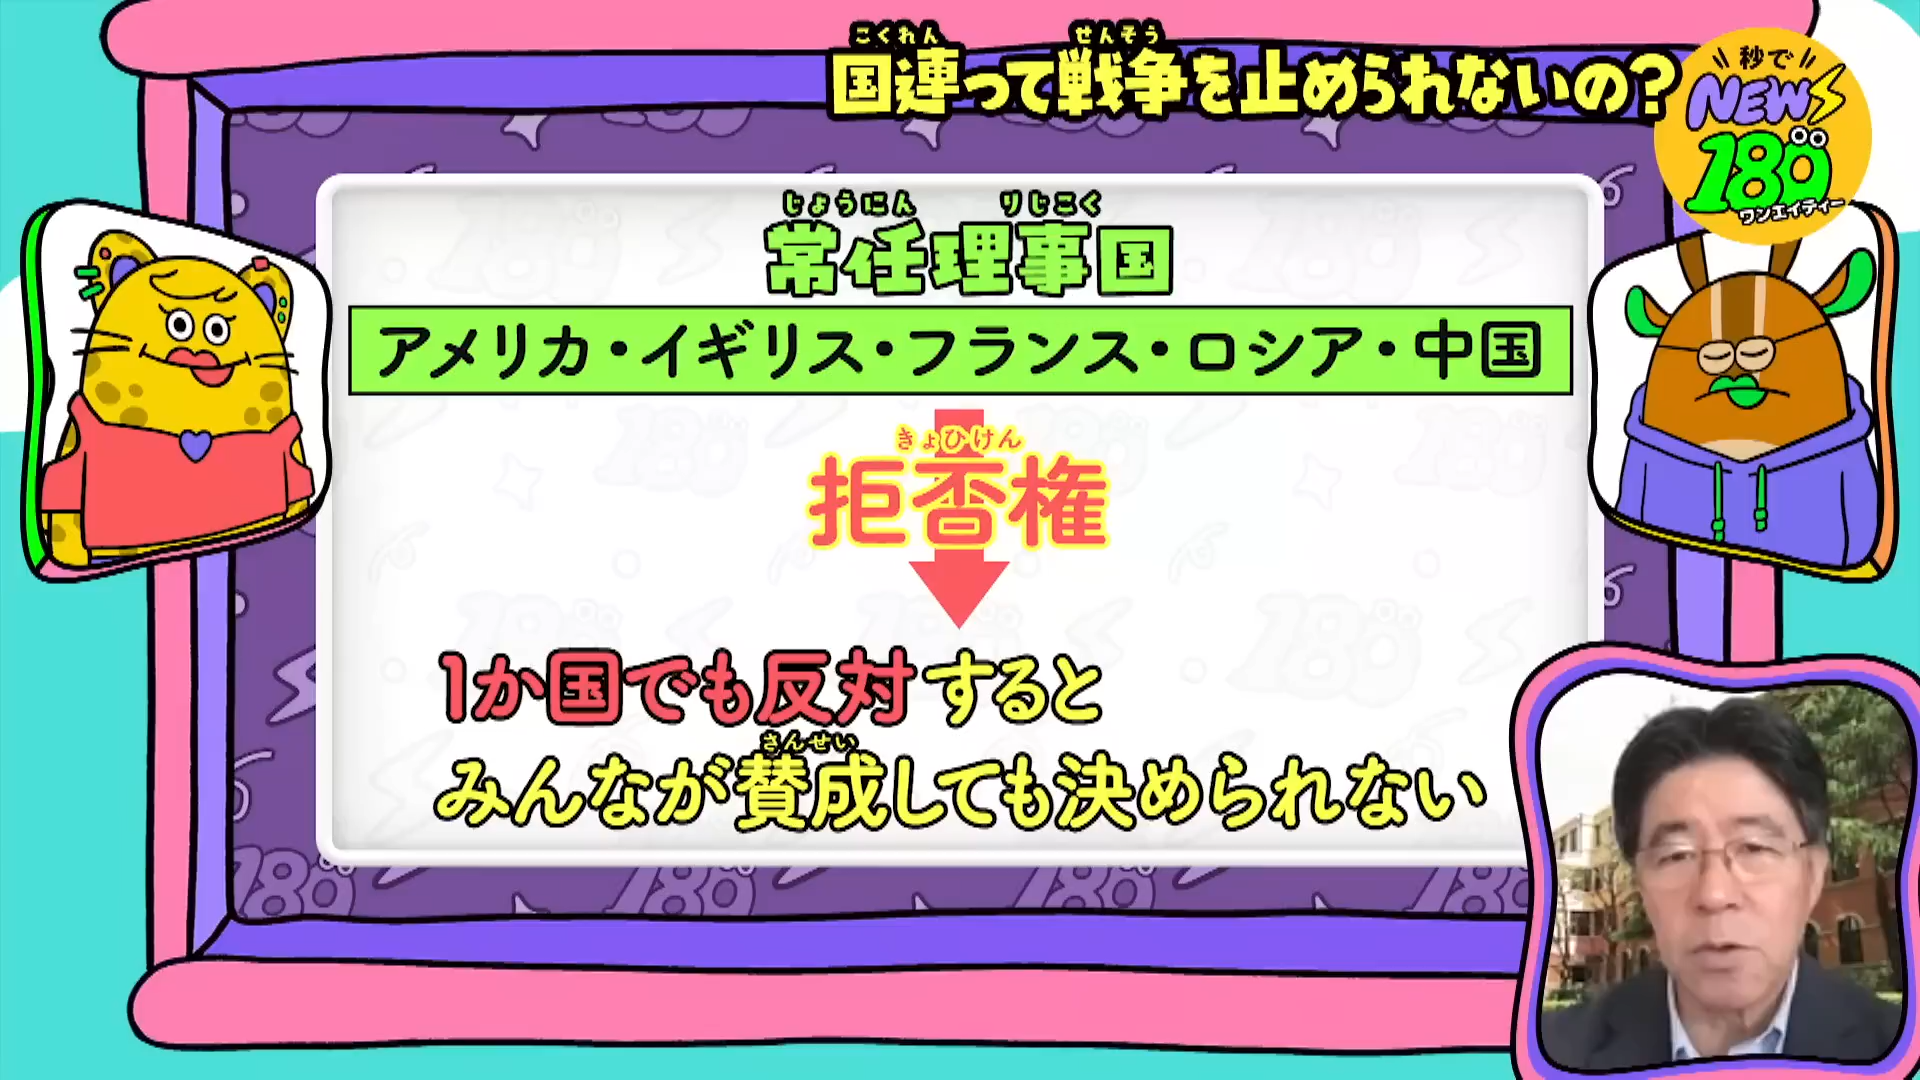 こくれん せんそう
国連って戦争を止められないの?
秒で
NEWS
180
ワンエイティー
じょうにん りじこく
常任理事国
アメリカ・イギリス・フランス・ロシア・中国
きょひけん
拒否権
1か国でも反対すると
さんせい
みんなが賛成しても決められない